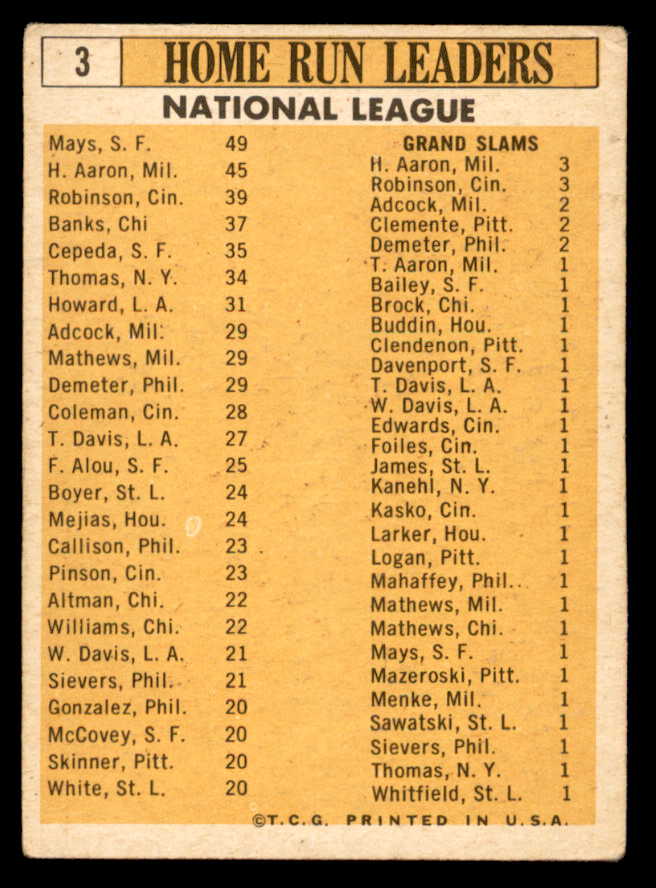 3 HOME RUN LEADERS
NATIONAL LEAGUE
Mays, S. F. 49
H. Aaron, Mil. 45
Robinson, Cin. 39
Banks, Chi 37
Cepeda, S. F. 35
Thomas, N. Y. 34
Howard, L. A. 31
Adcock, Mil. 29
Mathews, Mil. 29
Demeter, Phil. 29
Coleman, Cin. 28
T. Davis, L. A. 27
F. Alou, S. F. 25
Boyer, St. L. 24
Mejias, Hou. 24
Callison, Phil. 23
Pinson, Cin. 23
Altman, Chi. 22
Williams, Chi. 22
W. Davis, L. A. 21
Sievers, Phil. 21
Gonzalez, Phil. 20
McCovey, S. F. 20
Skinner, Pitt. 20
White, St. L. 20
GRAND SLAMS
H. Aaron, Mil. 3
Robinson, Cin. 3
Adcock, Mil. 2
Clemente, Pitt. 2
Demeter, Phil. 2
T. Aaron, Mil. 1
Bailey, S. F. 1
Brock, Chi. 1
Buddin, Hou. 1
Clendenon, Pitt. 1
Davenport, S. F. 1
T. Davis, L. A. 1
W. Davis, L. A. 1
Edwards, Cin. 1
Foiles, Cin. 1
James, St. L. 1
Kanehl, N. Y. 1
Kasko, Cin. 1
Larker, Hou. 1
Logan, Pitt. 1
Mahaffey, Phil. 1
Mathews, Mil. 1
Mathews, Chi. 1
Mays, S. F. 1
Mazeroski, Pitt. 1
Menke, Mil. 1
Sawatski, St. L. 1
Sievers, Phil. 1
Thomas, N. Y. 1
Whitfield, St. L. 1
©T.C.G. PRINTED IN U.S.A.